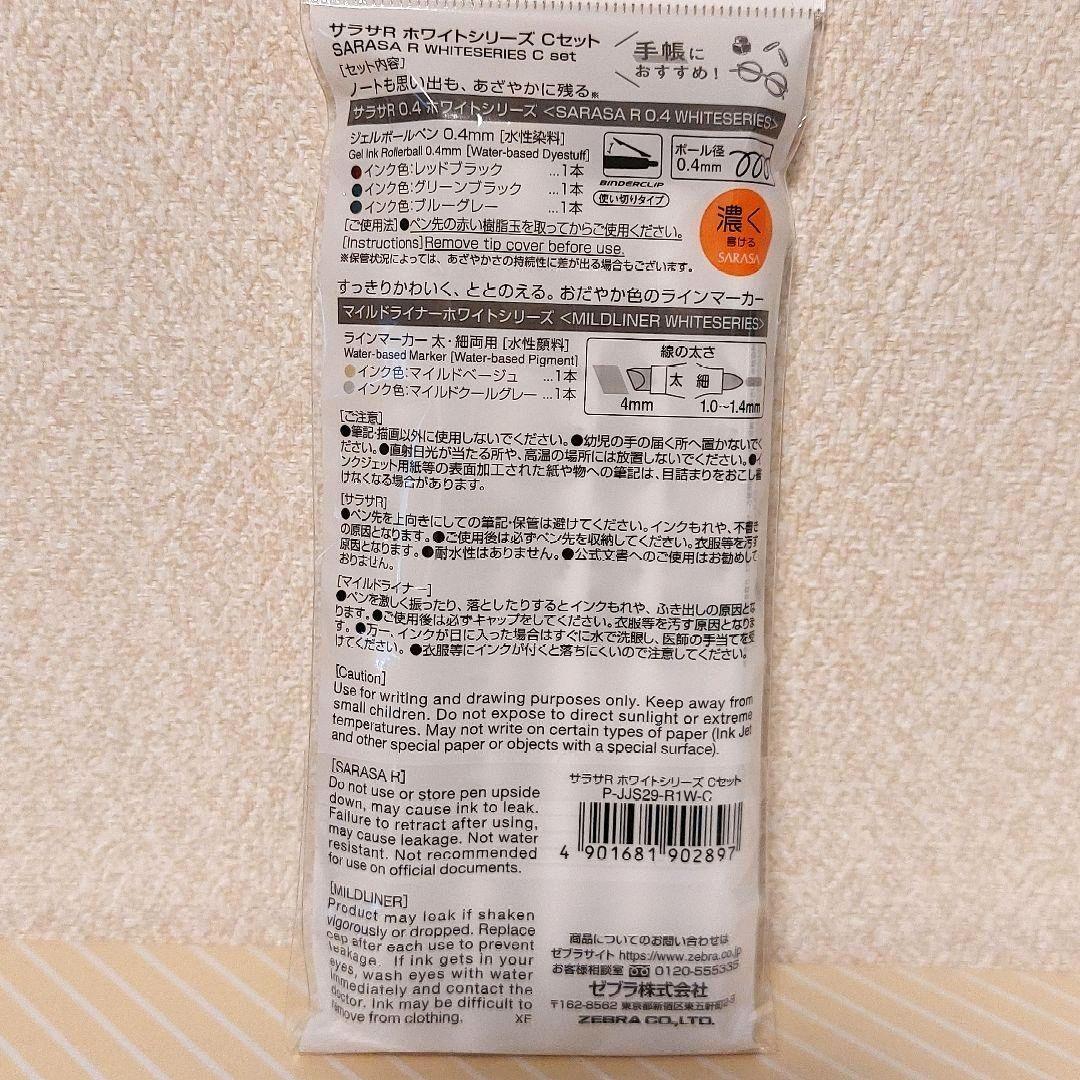 サラサR ホワイトシリーズ Cセット
SARASA R WHITESERIES C set
手帳に
おすすめ!
[セット内容]
ノートも思い出も、あざやかに残る※
サラサR 0.4 ホワイトシリーズ <SARASA R 0.4 WHITESERIES>
ジェルボールペン 0.4mm [水性染料]
Gel Ink Rollerball 0.4mm [Water-based Dyestuff]
●インク色:レッドブラック …1本
●インク色:グリーンブラック …1本
●インク色:ブルーグレー …1本
BINDERCLIP
使い切りタイプ
ボール径
0.4mm
濃く
書ける
SARASA
[ご使用法]●ペン先の赤い樹脂玉を取ってからご使用ください。
[Instructions]Remove tip cover before use.
※保管状況によっては、あざやかさの持続性に差が出る場合もございます。
すっきりかわいく、ととのえる。おだやか色のラインマーカー
マイルドライナーホワイトシリーズ <MILDLINER WHITESERIES>
ラインマーカー 太・細両用 [水性顔料]
Water-based Marker [Water-based Pigment]
●インク色:マイルドベージュ …1本
●インク色:マイルドクールグレー …1本
線の太さ
太 細
4mm 1.0~1.4mm
[ご注意]
●筆記・描画以外に使用しないでください。●幼児の手の届く所へ置かないでく
ださい。●直射日光が当たる所や、高温の場所には放置しないでください。●イ
ンクジェット用紙等の表面加工された紙や物への筆記は、目詰まりをおこし書
けなくなる場合があります。
[サラサR]
●ペン先を上向きにしての筆記・保管は避けてください。インクもれや、不書き
の原因となります。●ご使用後は必ずペン先を収納してください。衣服等を汚す
原因となります。●耐水性はありません。●公式文書へのご使用はお勧めして
おりません。
[マイルドライナー]
●ペンを激しく振ったり、落としたりするとインクもれや、ふき出しの原因とな
ります。●ご使用後は必ずキャップをしてください。衣服等を汚す原因となりま
す。●万一、インクが目に入った場合はすぐに水で洗眼し、医師の手当てを受
けてください。●衣服等にインクが付くと落ちにくいので注意してください。
[Caution]
Use for writing and drawing purposes only. Keep away from
small children. Do not expose to direct sunlight or extreme
temperatures. May not write on certain types of paper (Ink Jet
and other special paper or objects with a special surface).
[SARASA R]
Do not use or store pen upside
down, may cause ink to leak.
Failure to retract after using,
may cause leakage. Not water
resistant. Not recommended
for use on official documents.
[MILDLINER]
Product may leak if shaken
vigorously or dropped. Replace
cap after each use to prevent
leakage. If ink gets in your
eyes, wash eyes with water
immediately and contact the
doctor. Ink may be difficult to
remove from clothing. XF
サラサR ホワイトシリーズ Cセット
P-JJS29-R1W-C
4 901681 902897
商品についてのお問い合わせは
ゼブラサイト https://www.zebra.co.jp
お客様相談室 0120-555335
ゼブラ株式会社
〒162-8562 東京都新宿区東五軒町2-9
ZEBRA CO.,LTD.